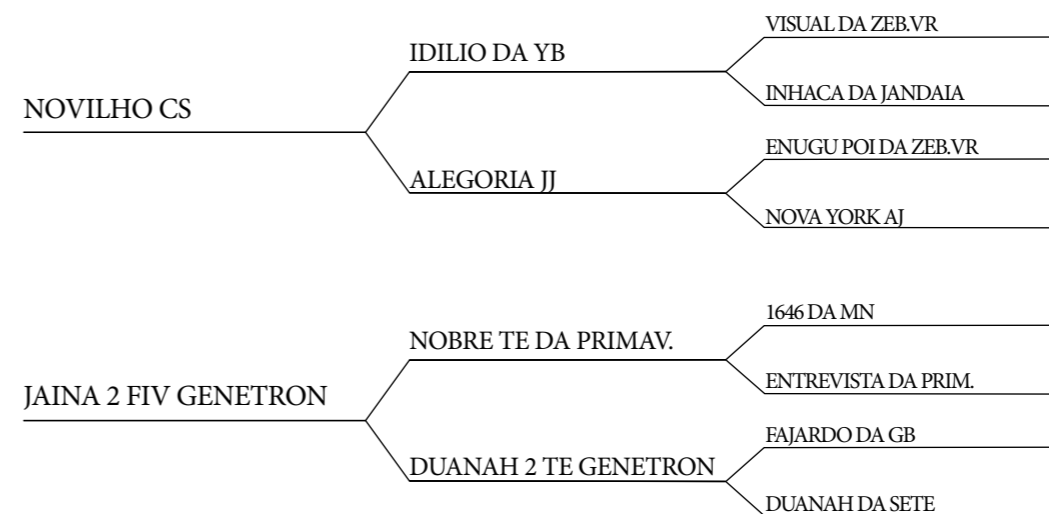 VISUAL DA ZEB.VR
IDILIO DA YB
INHACA DA JANDAIA
NOVILHO CS
ENUGU POI DA ZEB.VR
ALEGORIA JJ
NOVA YORK AJ
1646 DA MN
NOBRE TE DA PRIMAV.
ENTREVISTA DA PRIM.
JAINA 2 FIV GENETRON
FAJARDO DA GB
DUANAH 2 TE GENETRON
DUANAH DA SETE